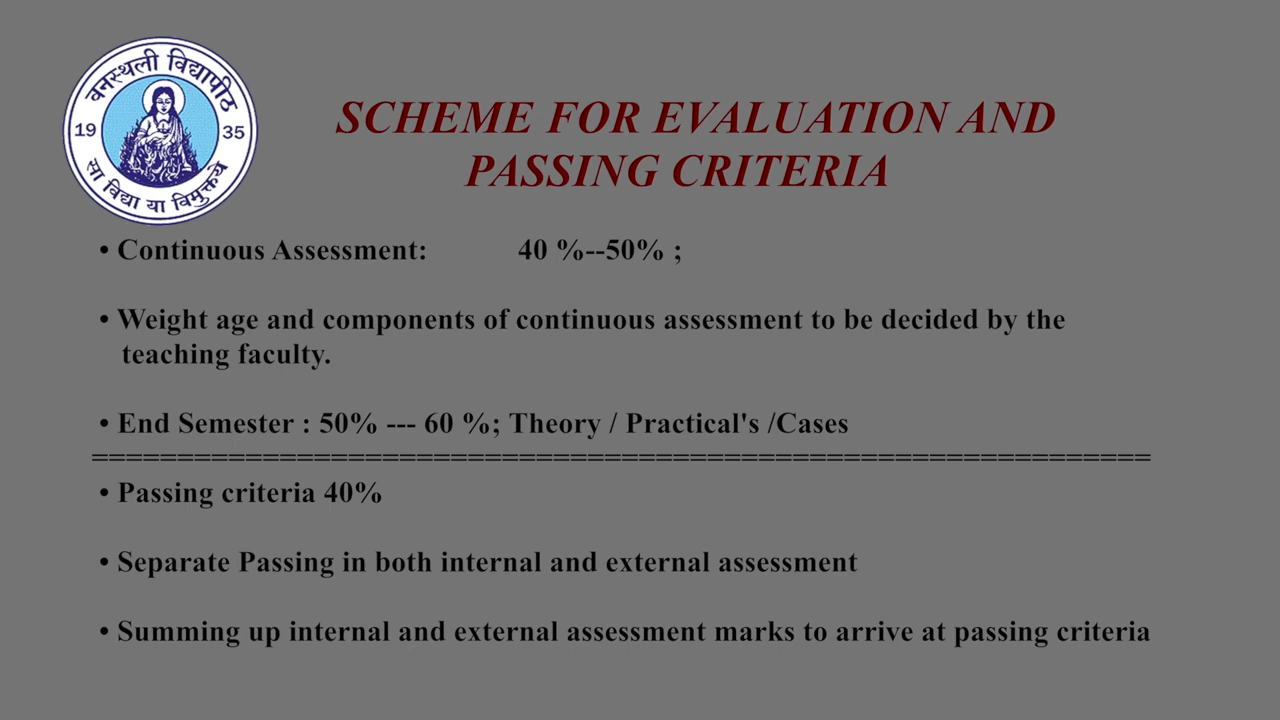 वनस्थली विद्यापीठ
19 35
सा विद्या या विमुक्तये
SCHEME FOR EVALUATION AND
PASSING CRITERIA
• Continuous Assessment: 40 %--50% ;
• Weight age and components of continuous assessment to be decided by the
teaching faculty.
• End Semester : 50% --- 60 %; Theory / Practical's /Cases
==========================================================================
• Passing criteria 40%
• Separate Passing in both internal and external assessment
• Summing up internal and external assessment marks to arrive at passing criteria